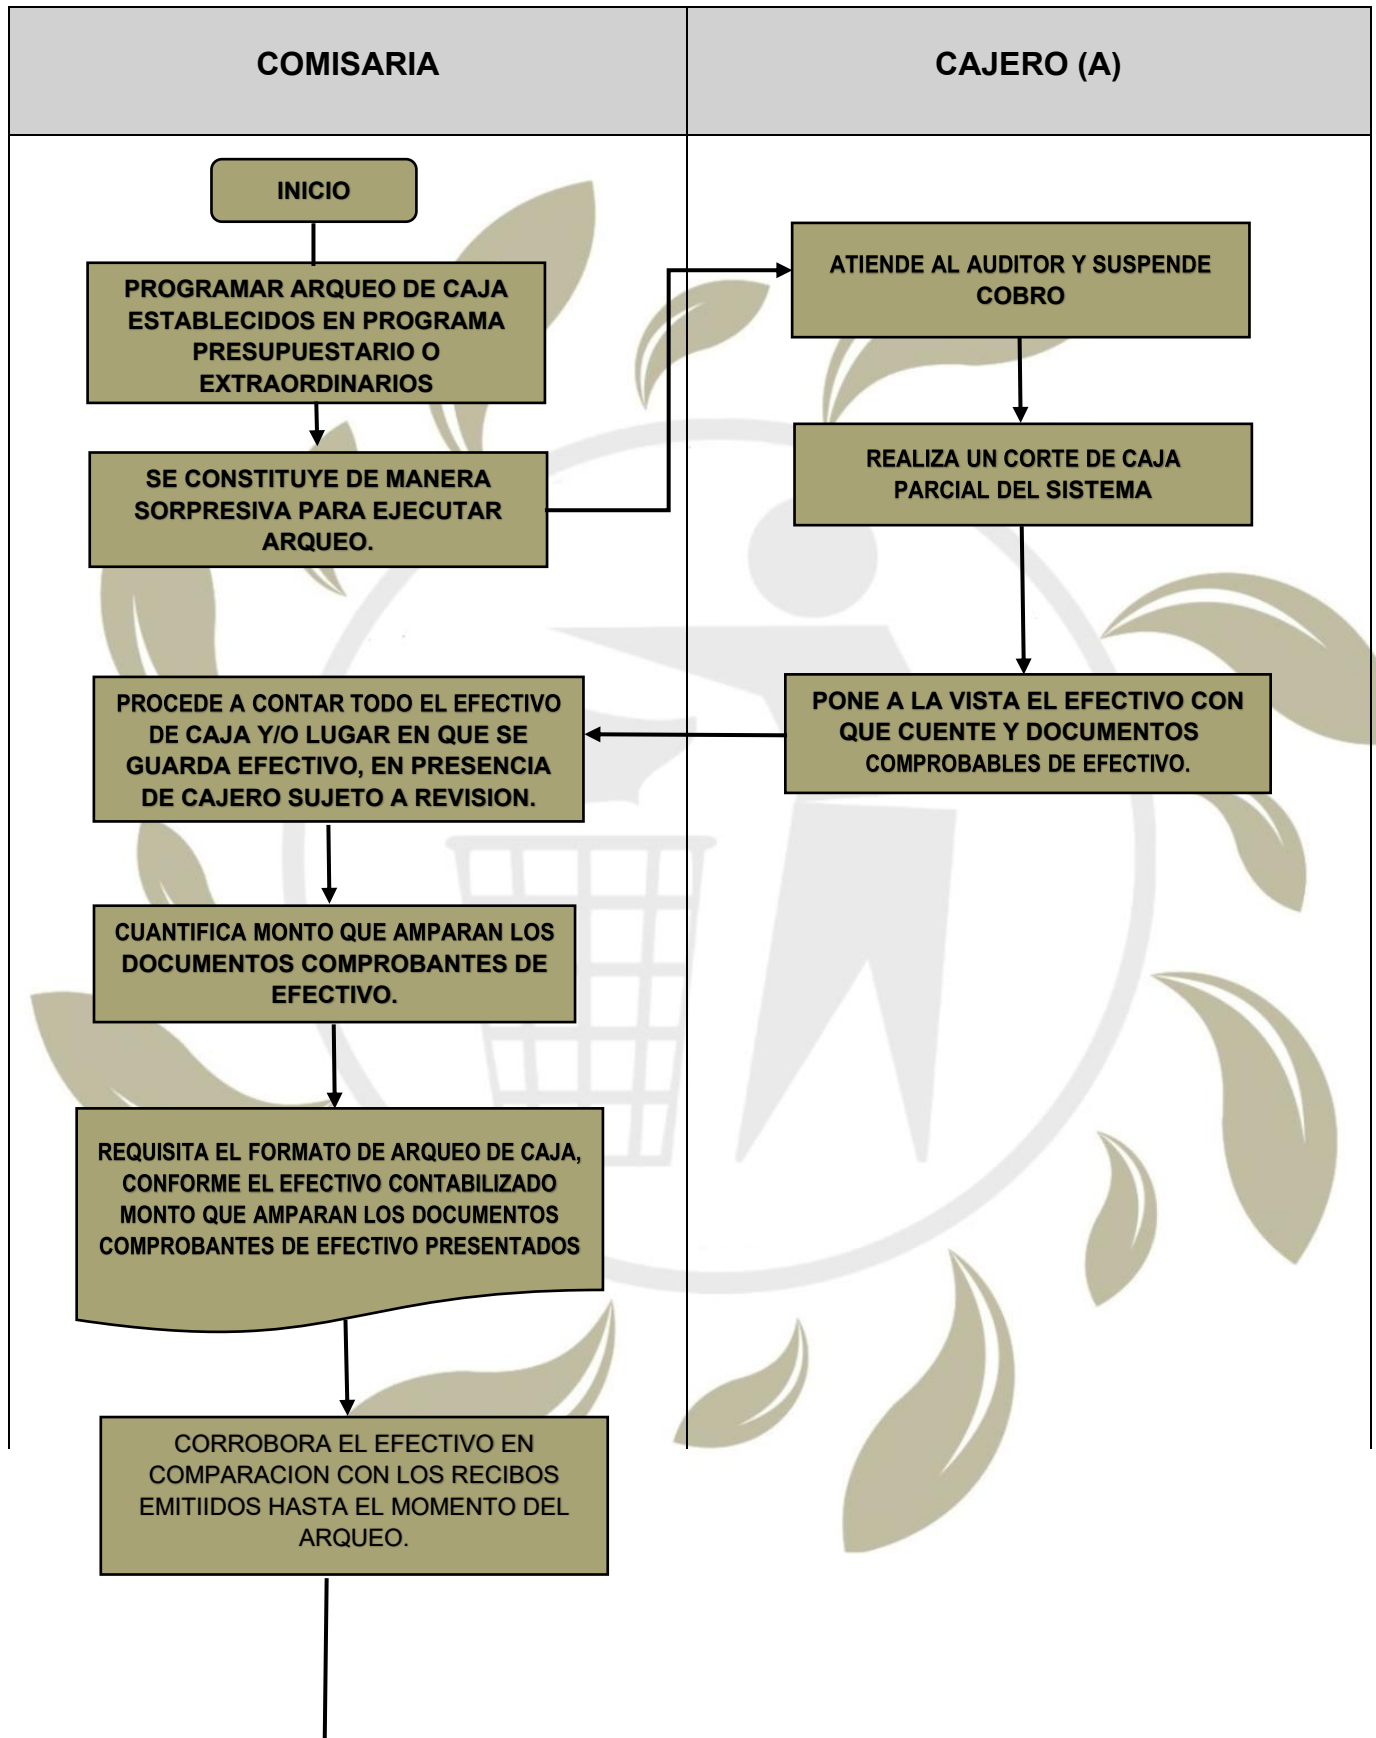 COMISARIA
CAJERO (A)
INICIO
PROGRAMAR ARQUEO DE CAJA
ESTABLECIDOS EN PROGRAMA
PRESUPUESTARIO O
EXTRAORDINARIOS
SE CONSTITUYE DE MANERA
SORPRESIVA PARA EJECUTAR
ARQUEO.
ATIENDE AL AUDITOR Y SUSPENDE
COBRO
REALIZA UN CORTE DE CAJA
PARCIAL DEL SISTEMA
PONE A LA VISTA EL EFECTIVO CON
QUE CUENTE Y DOCUMENTOS
COMPROBABLES DE EFECTIVO.
PROCEDE A CONTAR TODO EL EFECTIVO
DE CAJA Y/O LUGAR EN QUE SE
GUARDA EFECTIVO, EN PRESENCIA
DE CAJERO SUJETO A REVISION.
CUANTIFICA MONTO QUE AMPARAN LOS
DOCUMENTOS COMPROBANTES DE
EFECTIVO.
REQUISITA EL FORMATO DE ARQUEO DE CAJA,
CONFORME EL EFECTIVO CONTABILIZADO
MONTO QUE AMPARAN LOS DOCUMENTOS
COMPROBANTES DE EFECTIVO PRESENTADOS
CORROBORA EL EFECTIVO EN
COMPARACION CON LOS RECIBOS
EMITIIDOS HASTA EL MOMENTO DEL
ARQUEO.